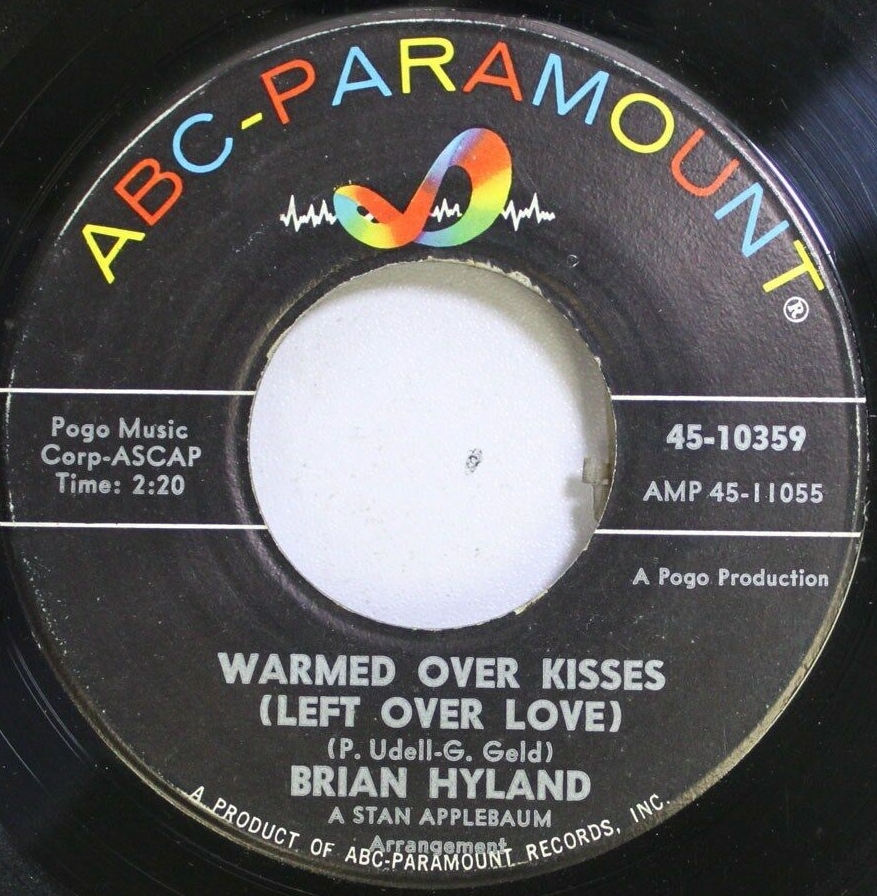 ABC-PARAMOUNT®
Pogo Music
Corp-ASCAP
Time: 2:20
45-10359
AMP 45-11055
A Pogo Production
WARMED OVER KISSES
(LEFT OVER LOVE)
(P. Udell-G. Geld)
BRIAN HYLAND
A STAN APPLEBAUM
Arrangement
A PRODUCT OF ABC-PARAMOUNT RECORDS, INC.